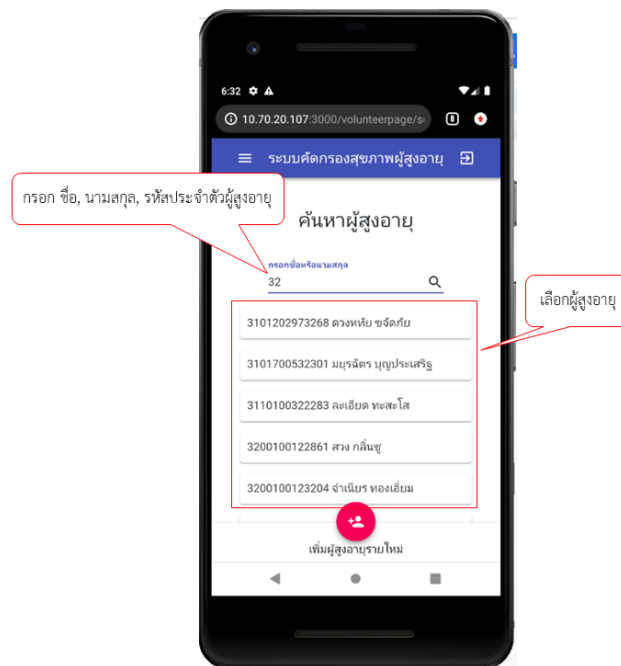 6:32
10.70.20.107:3000/volunteerpage/s
ระบบคัดกรองสุขภาพผู้สูงอายุ
กรอก ชื่อ, นามสกุล, รหัสประจำตัวผู้สูงอายุ
ค้นหาผู้สูงอายุ
กรอกชื่อหรือนามสกุล
32
เลือกผู้สูงอายุ
3101202973268 ดวงหทัย ขจัดภัย
3101700532301 มยุรฉัตร บุญประเสริฐ
3110100322283 ละเอียด ทะสะโส
3200100122861 สวง กลิ่นชู
3200100123204 จำเนียร ทองเอี่ยม
เพิ่มผู้สูงอายุรายใหม่